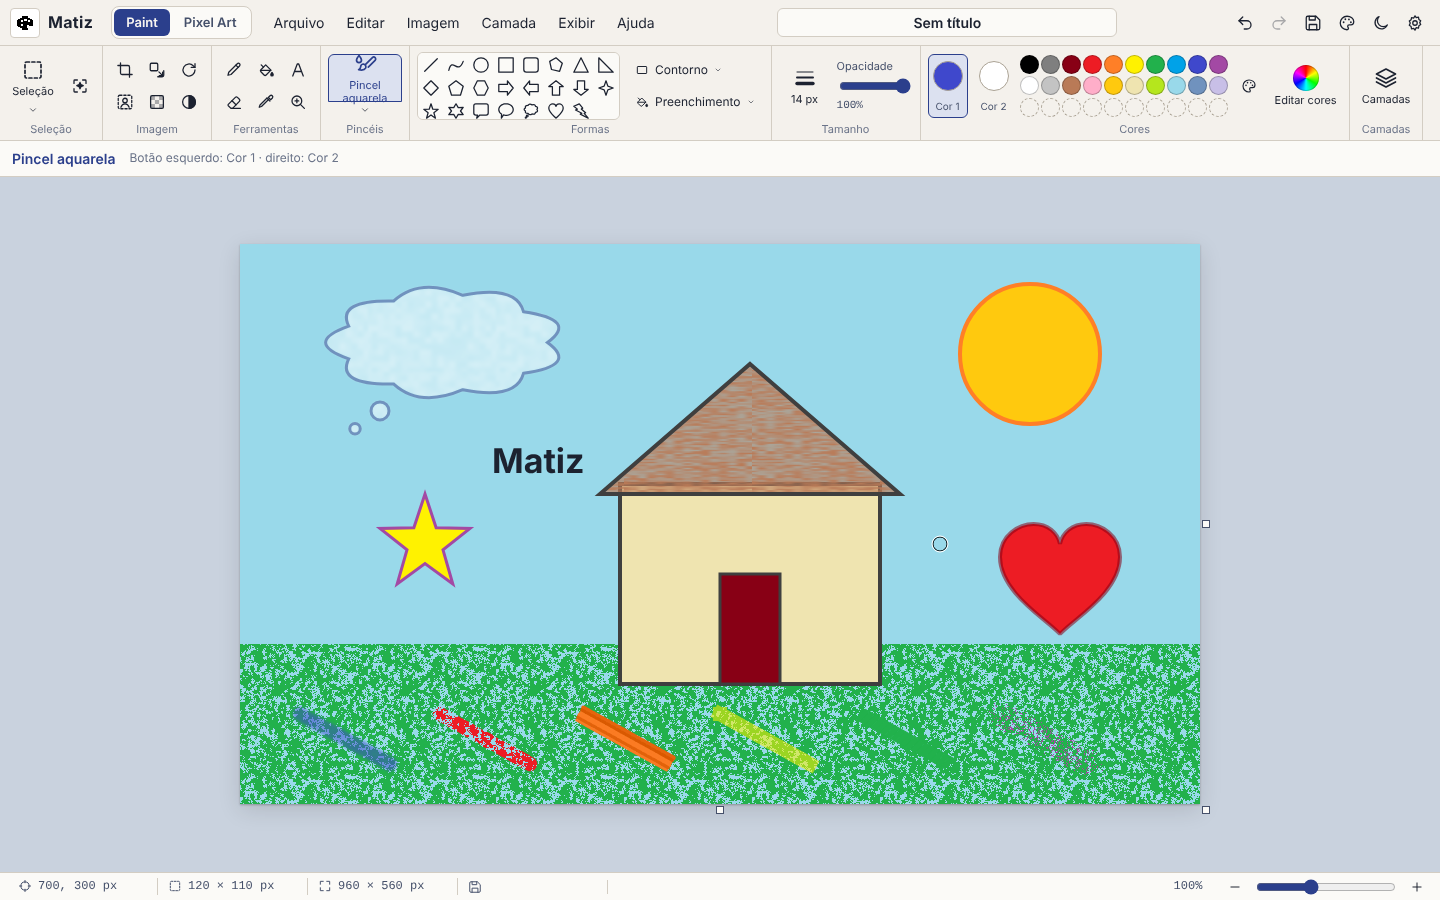 Matiz
Paint
Pixel Art
Arquivo
Editar
Imagem
Camada
Exibir
Ajuda
Sem título
Seleção
Seleção
Imagem
Ferramentas
Pincel
aquarela
Pincéis
Contorno
Preenchimento
Formas
14 px
Opacidade
100%
Tamanho
Cor 1
Cor 2
Editar cores
Cores
Camadas
Camadas
Pincel aquarela
Botão esquerdo: Cor 1 · direito: Cor 2
Matiz
700, 300 px
120 × 110 px
960 × 560 px
100%